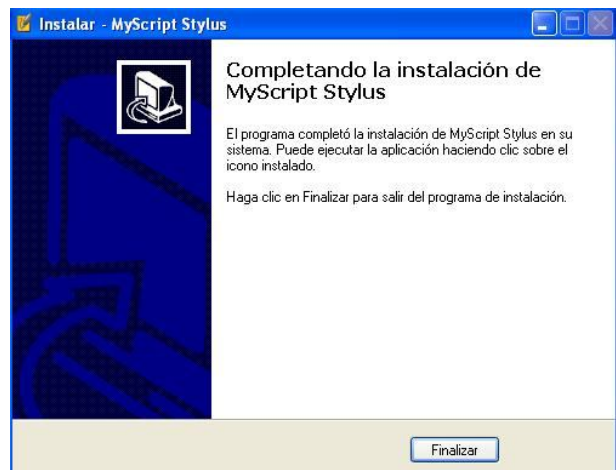 Instalar - MyScript Stylus
Completando la instalación de
MyScript Stylus
El programa completó la instalación de MyScript Stylus en su
sistema. Puede ejecutar la aplicación haciendo clic sobre el
icono instalado.
Haga clic en Finalizar para salir del programa de instalación.
Finalizar